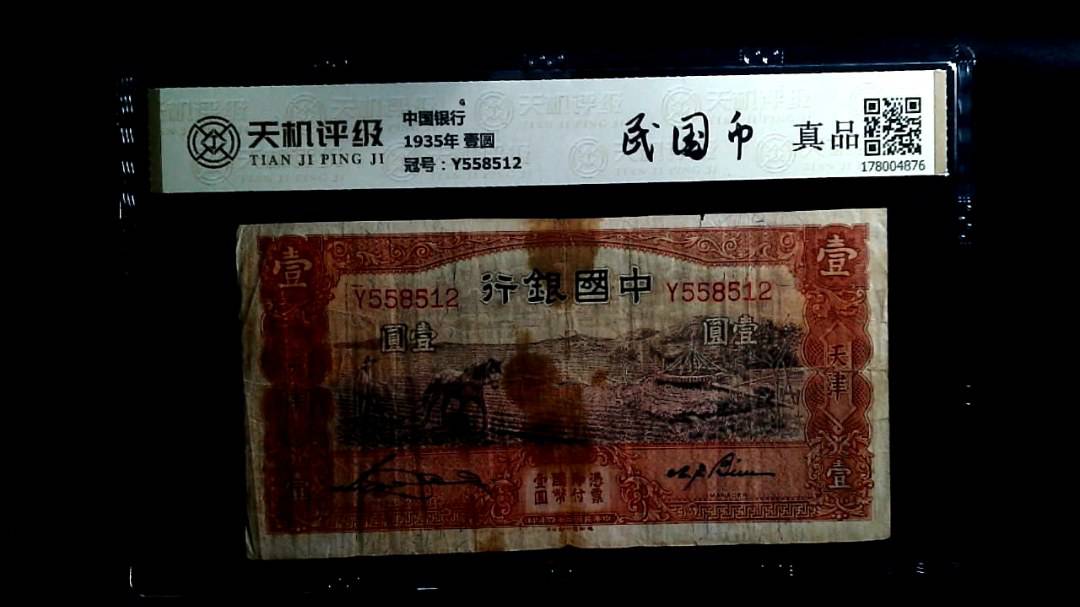 天机评级
TIAN JI PING JI
中国银行
1935年 壹圆
冠号：Y558512
民国币
真品
178004876
壹
壹
行銀國中
Y558512
Y558512
圓壹
圓壹
天津
壹